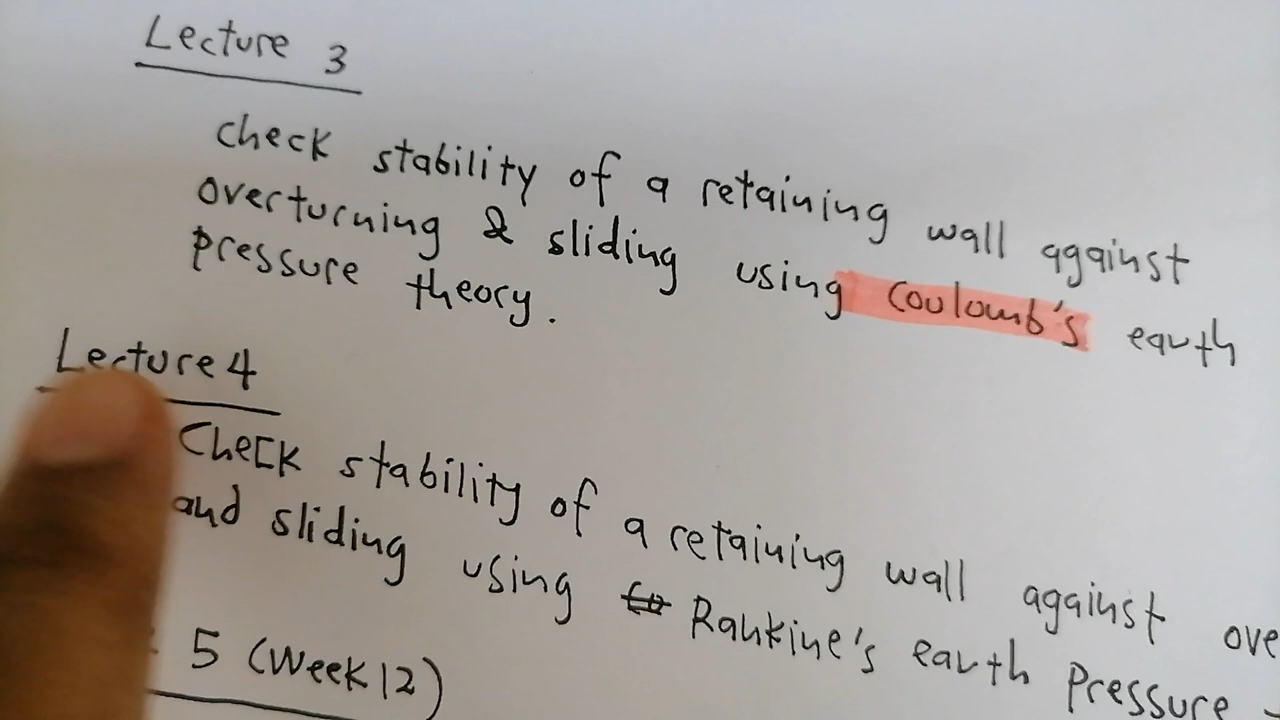 Lecture 3
check stability of a retaining wall against
overturning & sliding using Coulomb's earth
pressure theory.
Lecture 4
Check stability of a retaining wall against ove
and sliding using Rankine's earth Pressure
5 (Week 12)